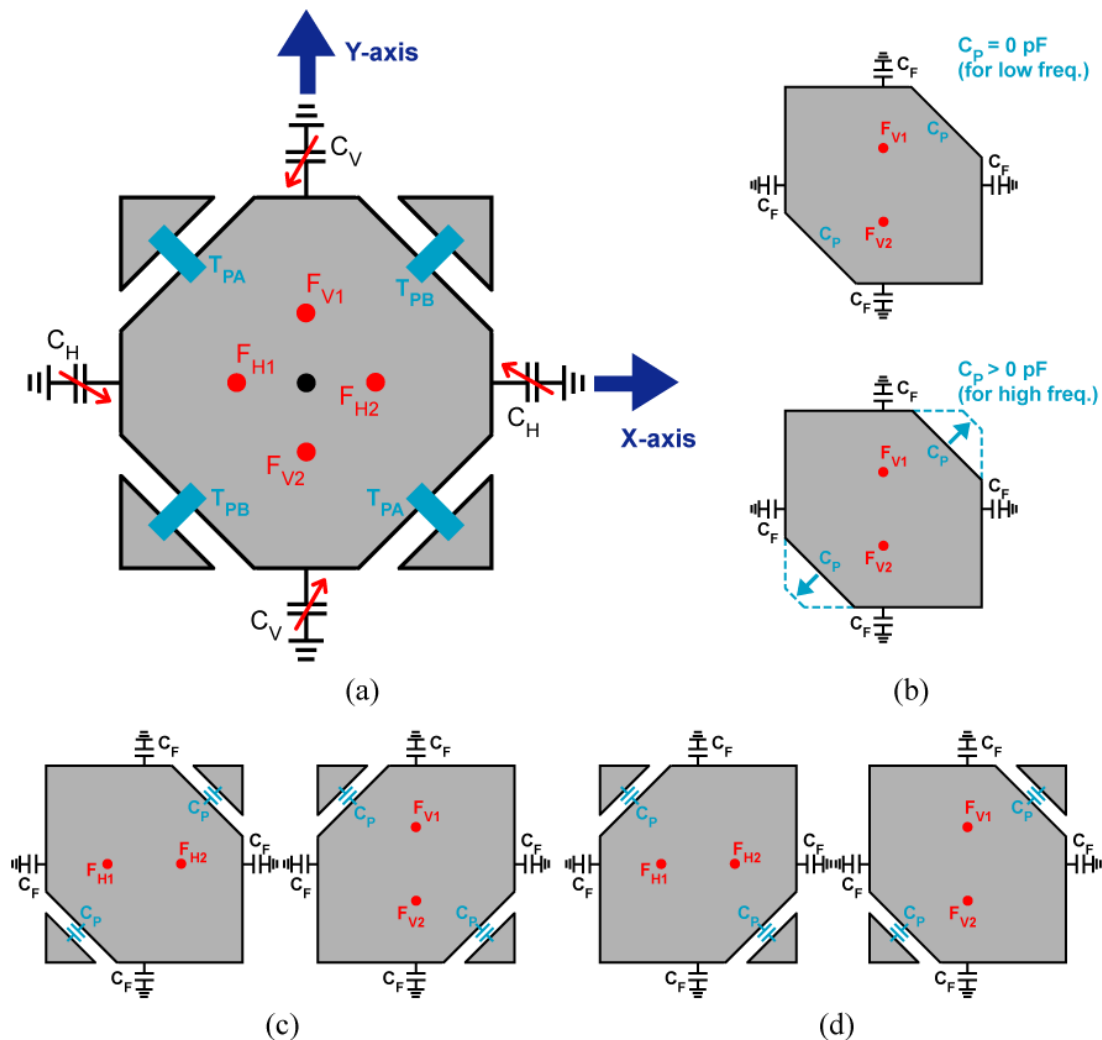 Y-axis
C_V
T_PA
T_PB
F_V1
C_H
F_H1
F_H2
C_H
X-axis
F_V2
T_PB
T_PA
C_V
(a)
C_P = 0 pF
(for low freq.)
C_F
C_P
F_V1
C_F
C_F
C_P
F_V2
C_F
C_P > 0 pF
(for high freq.)
C_F
C_P
F_V1
C_F
C_F
C_P
F_V2
C_F
(b)
C_F
C_P
F_H1
F_H2
C_F
C_F
C_P
C_F
C_F
C_P
F_V1
C_F
C_F
F_V2
C_P
C_F
(c)
C_F
C_P
F_H1
F_H2
C_F
C_F
C_P
C_F
C_F
F_V1
C_P
C_F
C_F
C_P
F_V2
C_F
(d)